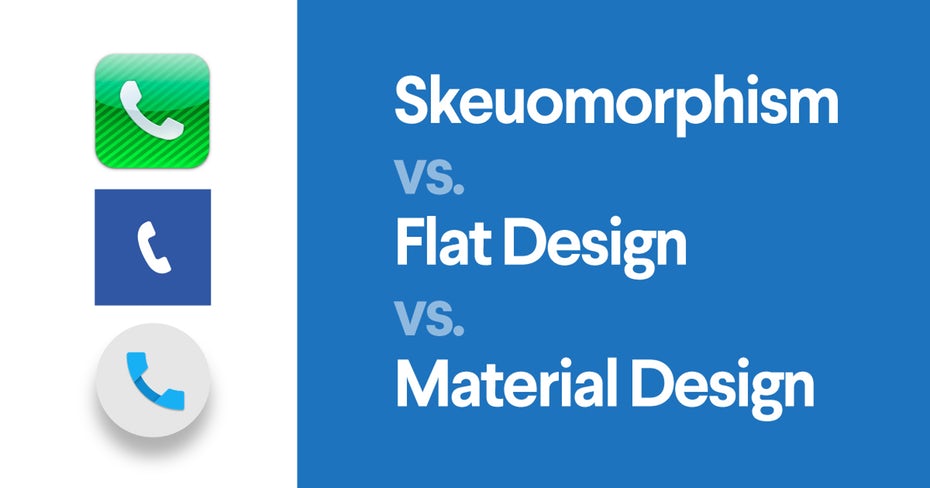 Skeuomorphism
vs.
Flat Design
vs.
Material Design